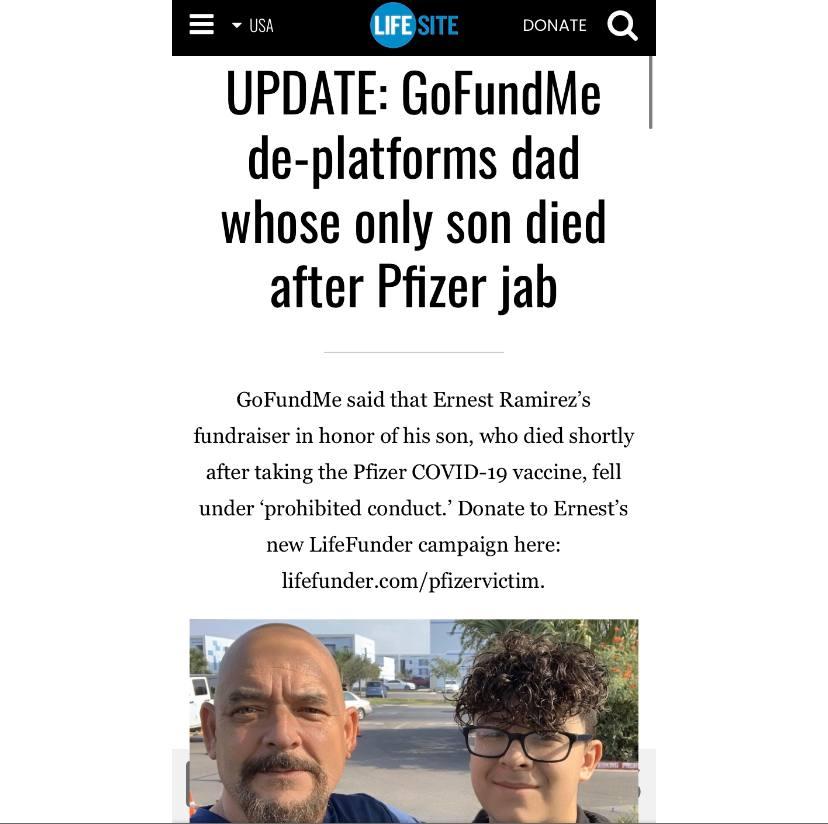 USA
LIFESITE
DONATE
UPDATE: GoFundMe
de-platforms dad
whose only son died
after Pfizer jab
GoFundMe said that Ernest Ramirez’s
fundraiser in honor of his son, who died shortly
after taking the Pfizer COVID-19 vaccine, fell
under ‘prohibited conduct.’ Donate to Ernest’s
new LifeFunder campaign here:
lifefunder.com/pfizervictim.